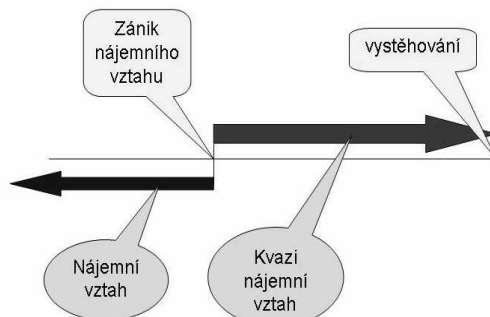 Zánik
nájemního
vztahu
vystěhování
Nájemní
vztah
Kvazi
nájemní
vztah